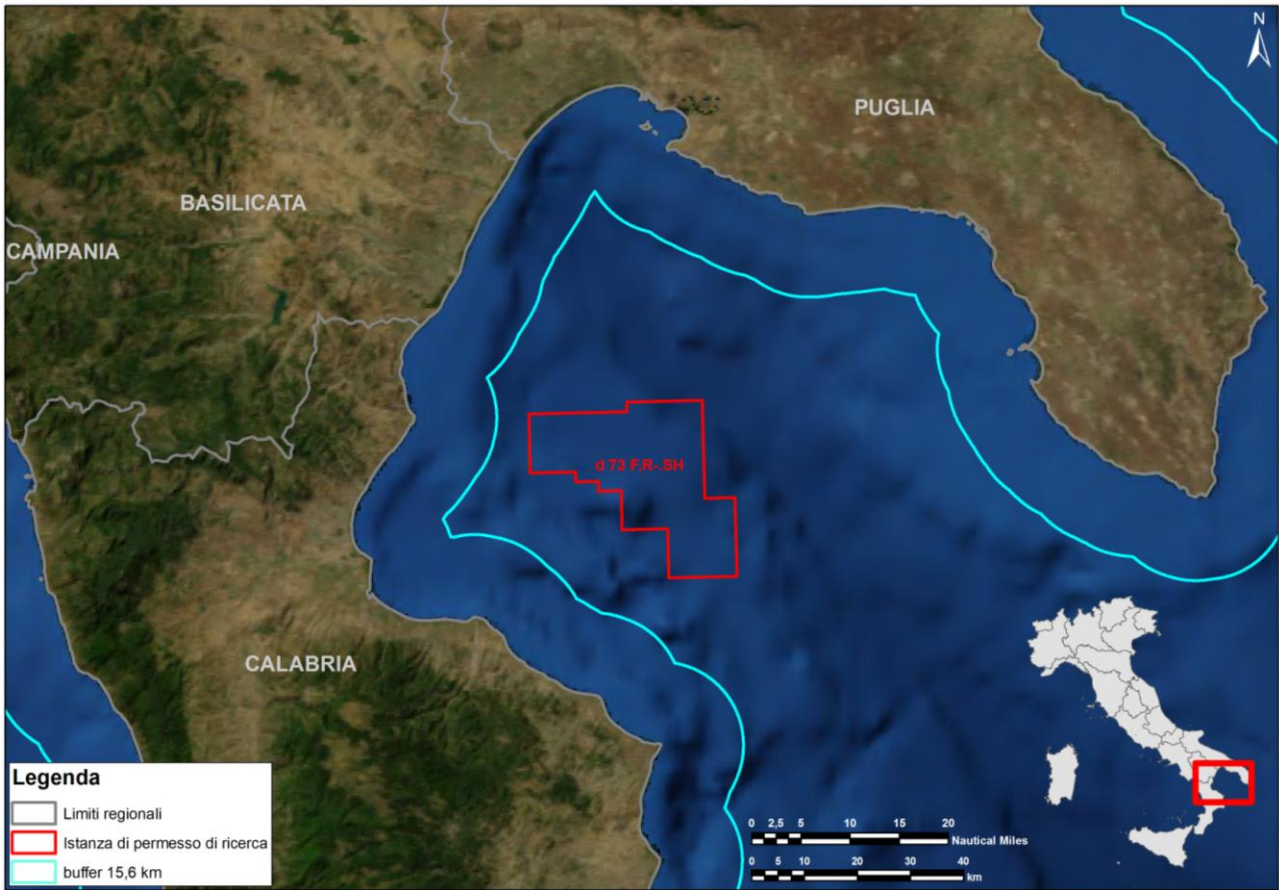 N
PUGLIA
BASILICATA
CAMPANIA
d 73 F.R-.SH
CALABRIA
Legenda
Limiti regionali
Istanza di permesso di ricerca
buffer 15,6 km
0 2,5 5 10 15 20
Nautical Miles
0 5 10 20 30 40
km